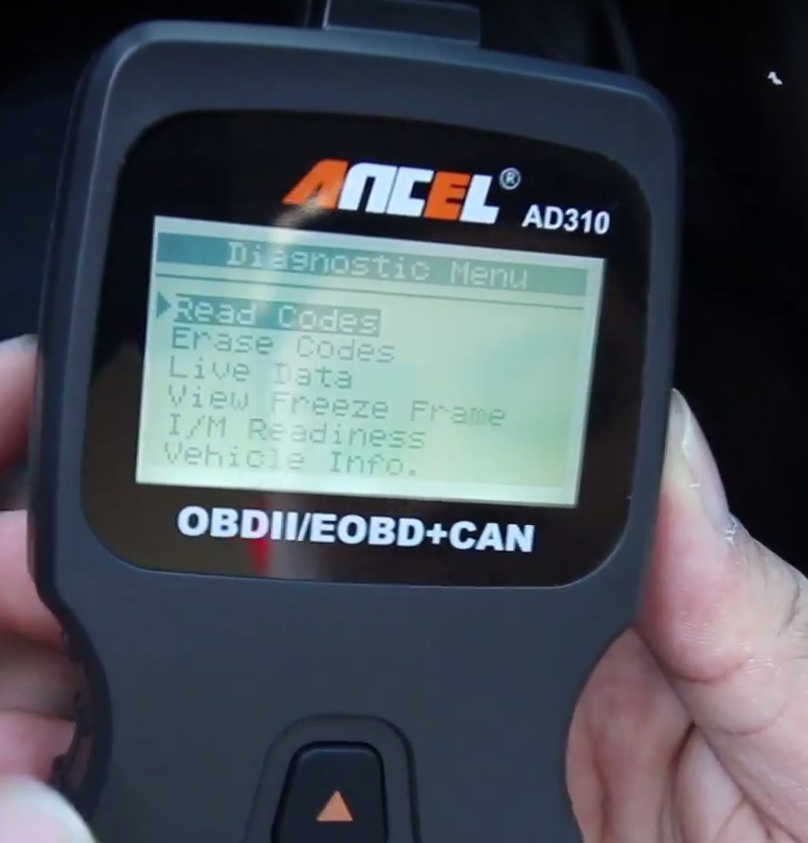 ANCEL® AD310
Diagnostic Menu
Read Codes
Erase Codes
Live Data
View Freeze Frame
I/M Readiness
Vehicle Info.
OBDII/EOBD+CAN